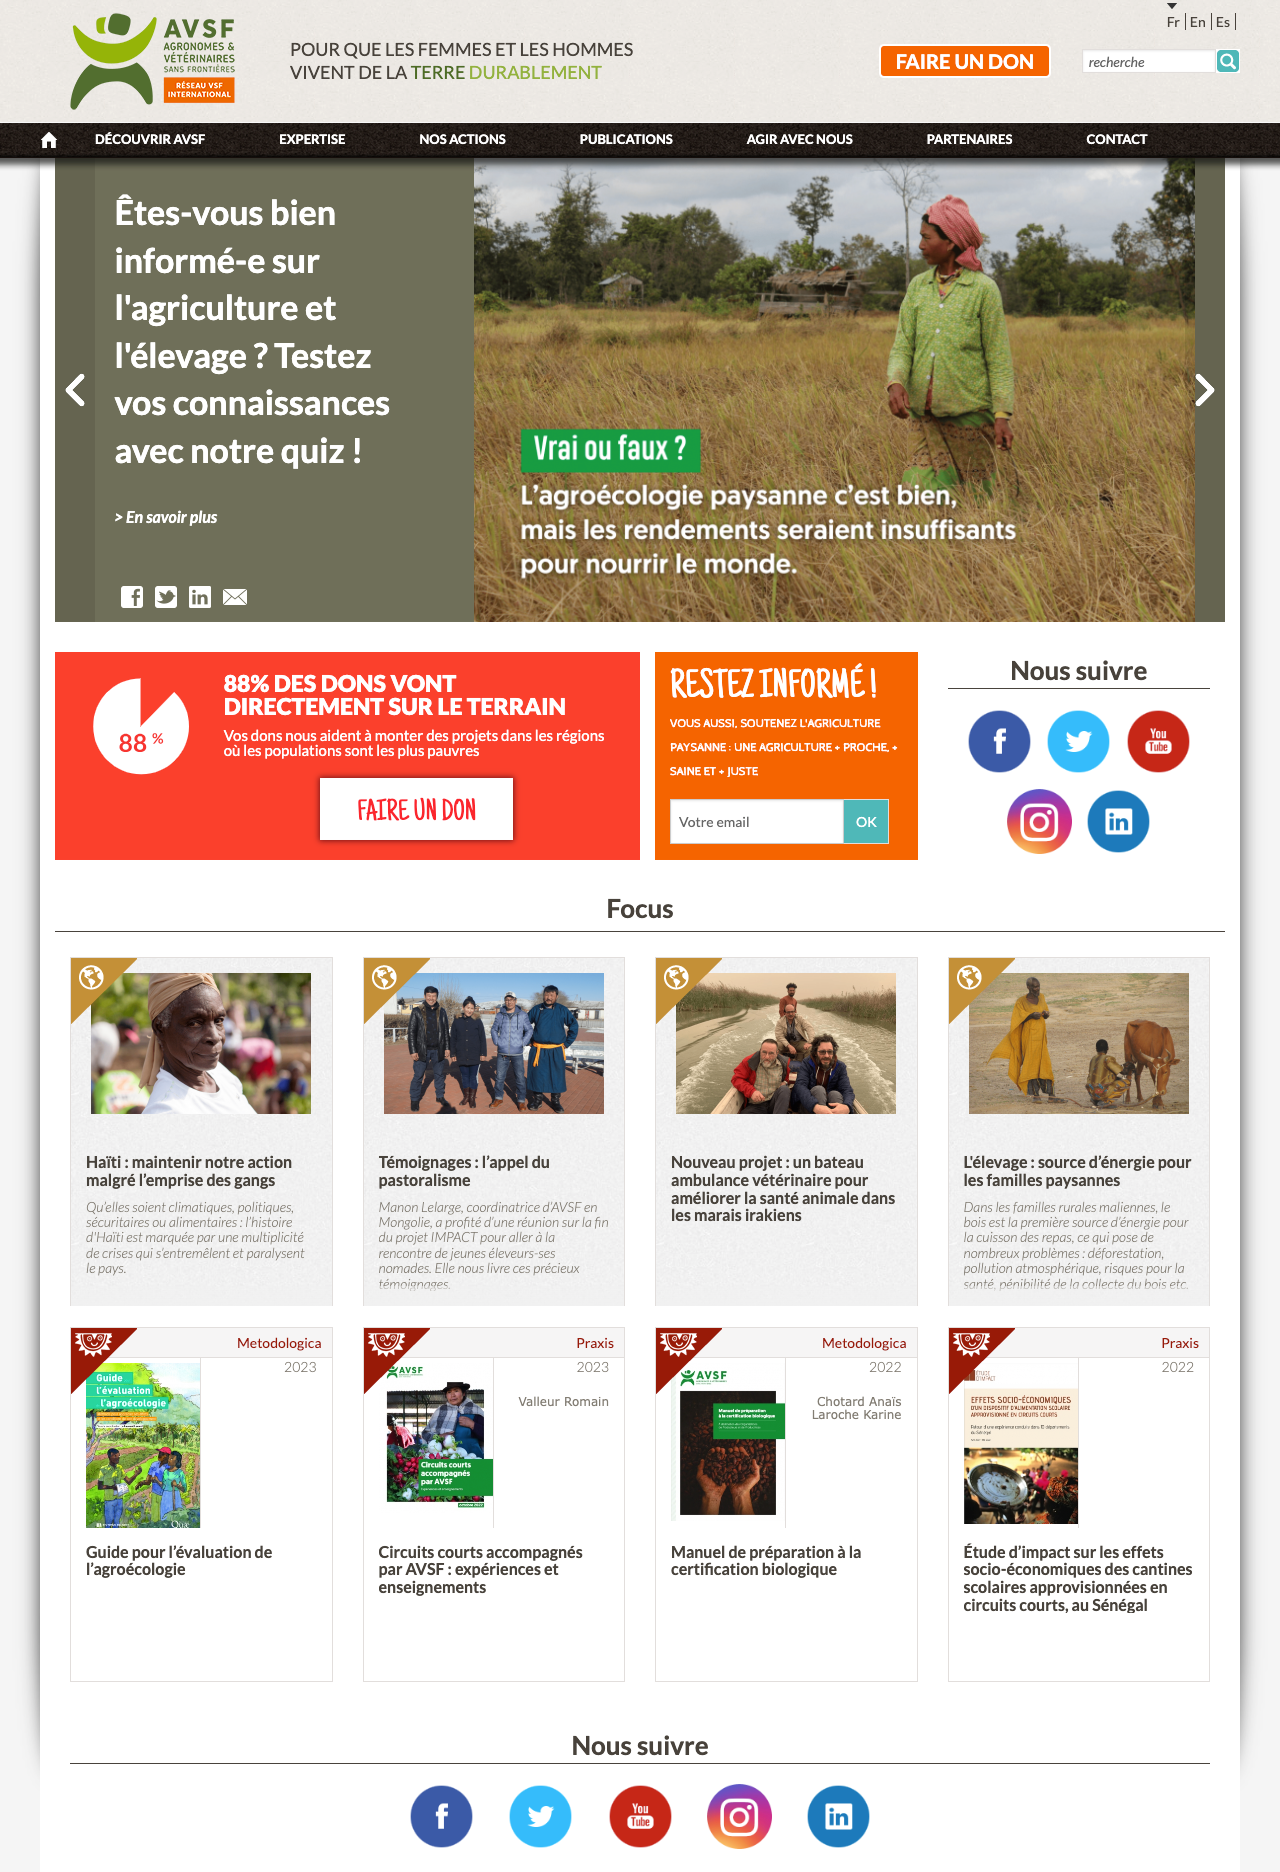 AVSF
AGRONOMES &
VÉTÉRINAIRES
SANS FRONTIÈRES
RÉSEAU VSF
INTERNATIONAL
POUR QUE LES FEMMES ET LES HOMMES
VIVENT DE LA TERRE DURABLEMENT
Fr En Es
FAIRE UN DON
recherche
DÉCOUVRIR AVSF EXPERTISE NOS ACTIONS PUBLICATIONS AGIR AVEC NOUS PARTENAIRES CONTACT
Êtes-vous bien
informé-e sur
l'agriculture et
l'élevage ? Testez
vos connaissances
avec notre quiz !
> En savoir plus
Vrai ou faux ?
L'agroécologie paysanne c'est bien,
mais les rendements seraient insuffisants
pour nourrir le monde.
88 %
88% DES DONS VONT
DIRECTEMENT SUR LE TERRAIN
Vos dons nous aident à monter des projets dans les régions
où les populations sont les plus pauvres
FAIRE UN DON
RESTEZ INFORMÉ !
VOUS AUSSI, SOUTENEZ L'AGRICULTURE
PAYSANNE : UNE AGRICULTURE + PROCHE, +
SAINE ET + JUSTE
Votre email
OK
Nous suivre
You
Tube
Focus
Haïti : maintenir notre action
malgré l’emprise des gangs
Qu’elles soient climatiques, politiques,
sécuritaires ou alimentaires : l’histoire
d’Haïti est marquée par une multiplicité
de crises qui s’entremêlent et paralysent
le pays.
Témoignages : l’appel du
pastoralisme
Manon Lelarge, coordinatrice d’AVSF en
Mongolie, a profité d’une réunion sur la fin
du projet IMPACT pour aller à la
rencontre de jeunes éleveurs-ses
nomades. Elle nous livre ces précieux
témoignages.
Nouveau projet : un bateau
ambulance vétérinaire pour
améliorer la santé animale dans
les marais irakiens
L'élevage : source d’énergie pour
les familles paysannes
Dans les familles rurales maliennes, le
bois est la première source d’énergie pour
la cuisson des repas, ce qui pose de
nombreux problèmes : déforestation,
pollution atmosphérique, risques pour la
santé, pénibilité de la collecte du bois etc.
Metodologica
2023
Guide
l'évaluation
l'agroécologie
Quæ
Guide pour l’évaluation de
l’agroécologie
Praxis
2023
Valleur Romain
AVSF
Circuits courts
accompagnés
par AVSF
Circuits courts accompagnés
par AVSF : expériences et
enseignements
Metodologica
2022
Chotard Anaïs
Laroche Karine
AVSF
Manuel de préparation
à la certification biologique
Manuel de préparation à la
certification biologique
Praxis
2022
EFFETS SOCIO-ÉCONOMIQUES
D'UN DISPOSITIF D'ALIMENTATION SCOLAIRE
APPROVISIONNÉ EN CIRCUITS COURTS
Étude d’impact sur les effets
socio-économiques des cantines
scolaires approvisionnées en
circuits courts, au Sénégal
Nous suivre
You
Tube